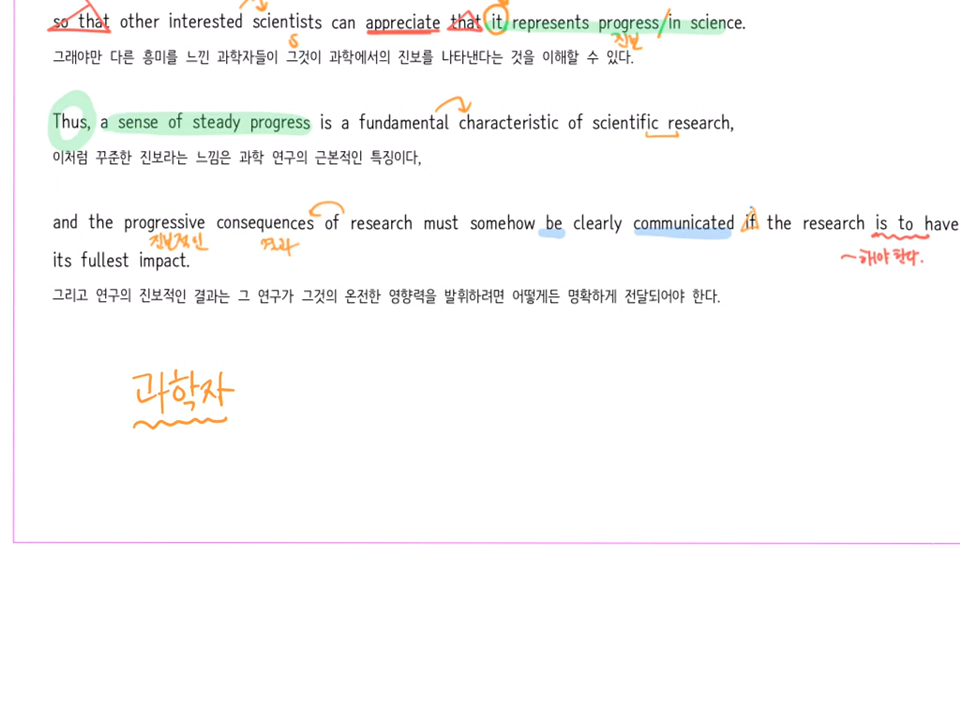 so that other interested scientists can appreciate that it represents progress/in science.
s 진보
그래야만 다른 흥미를 느낀 과학자들이 그것이 과학에서의 진보를 나타낸다는 것을 이해할 수 있다.
Thus, a sense of steady progress is a fundamental characteristic of scientific research,
이처럼 꾸준한 진보라는 느낌은 과학 연구의 근본적인 특징이다,
and the progressive consequences of research must somehow be clearly communicated if the research is to have
진보적인 결과 ~해야 한다.
its fullest impact.
그리고 연구의 진보적인 결과는 그 연구가 그것의 온전한 영향력을 발휘하려면 어떻게든 명확하게 전달되어야 한다.
과학자